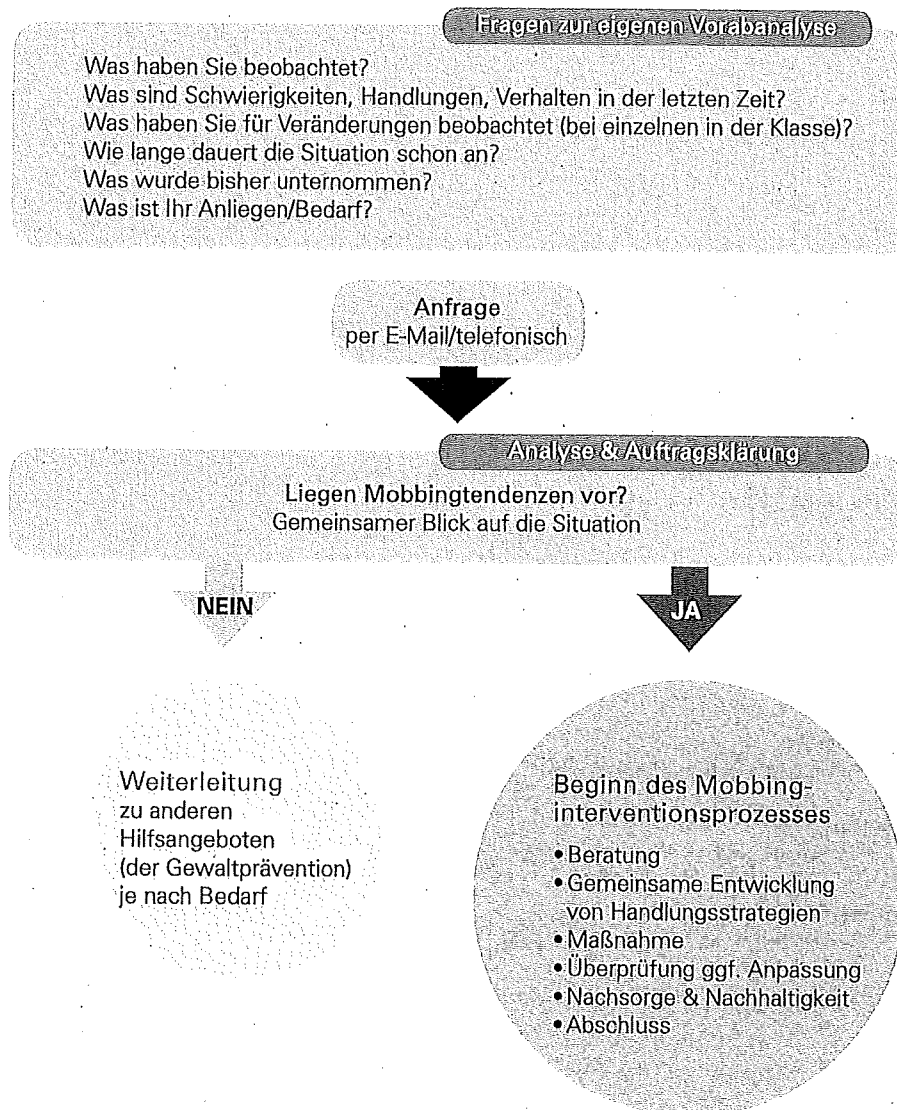 Fragen zur eigenen Vorabanalyse
Was haben Sie beobachtet?
Was sind Schwierigkeiten, Handlungen, Verhalten in der letzten Zeit?
Was haben Sie für Veränderungen beobachtet (bei einzelnen in der Klasse)?
Wie lange dauert die Situation schon an?
Was wurde bisher unternommen?
Was ist Ihr Anliegen/Bedarf?
Anfrage
per E-Mail/telefonisch
Analyse & Auftragsklärung
Liegen Mobbingtendenzen vor?
Gemeinsamer Blick auf die Situation
NEIN
JA
Weiterleitung
zu anderen
Hilfsangeboten
(der Gewaltprävention)
je nach Bedarf
Beginn des Mobbing-
interventionsprozesses
• Beratung
• Gemeinsame Entwicklung
von Handlungsstrategien
• Maßnahme
• Überprüfung ggf. Anpassung
• Nachsorge & Nachhaltigkeit
• Abschluss